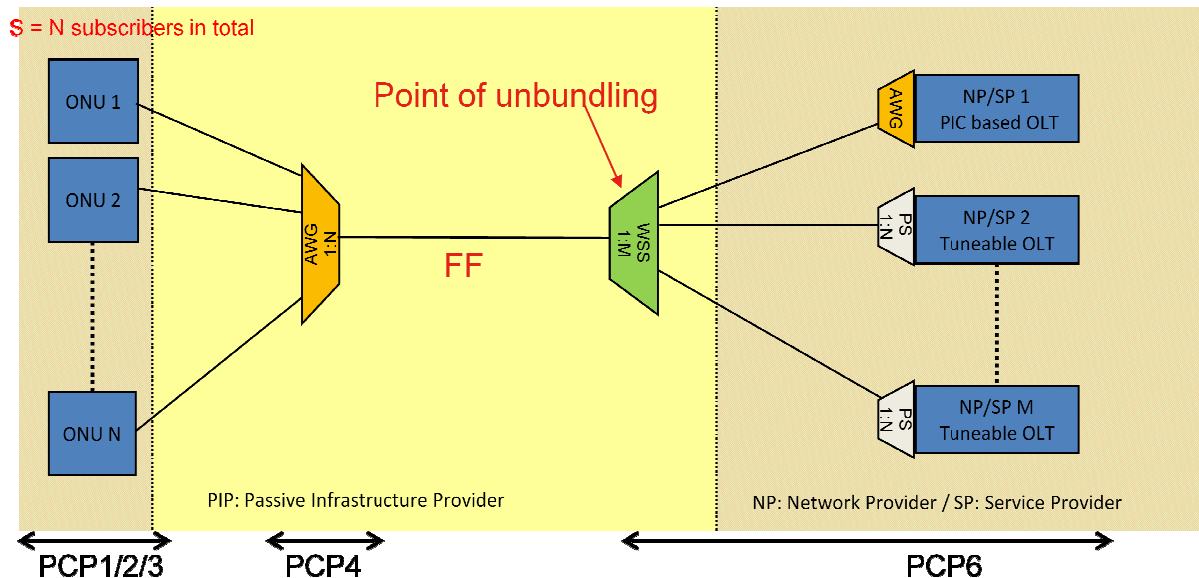 S = N subscribers in total
ONU 1
ONU 2
ONU N
AWG
1:N
FF
Point of unbundling
WSS
1:M
AWG
NP/SP 1
PIC based OLT
PS
1:N
NP/SP 2
Tuneable OLT
PS
1:N
NP/SP M
Tuneable OLT
PIP: Passive Infrastructure Provider
NP: Network Provider / SP: Service Provider
PCP1/2/3
PCP4
PCP6